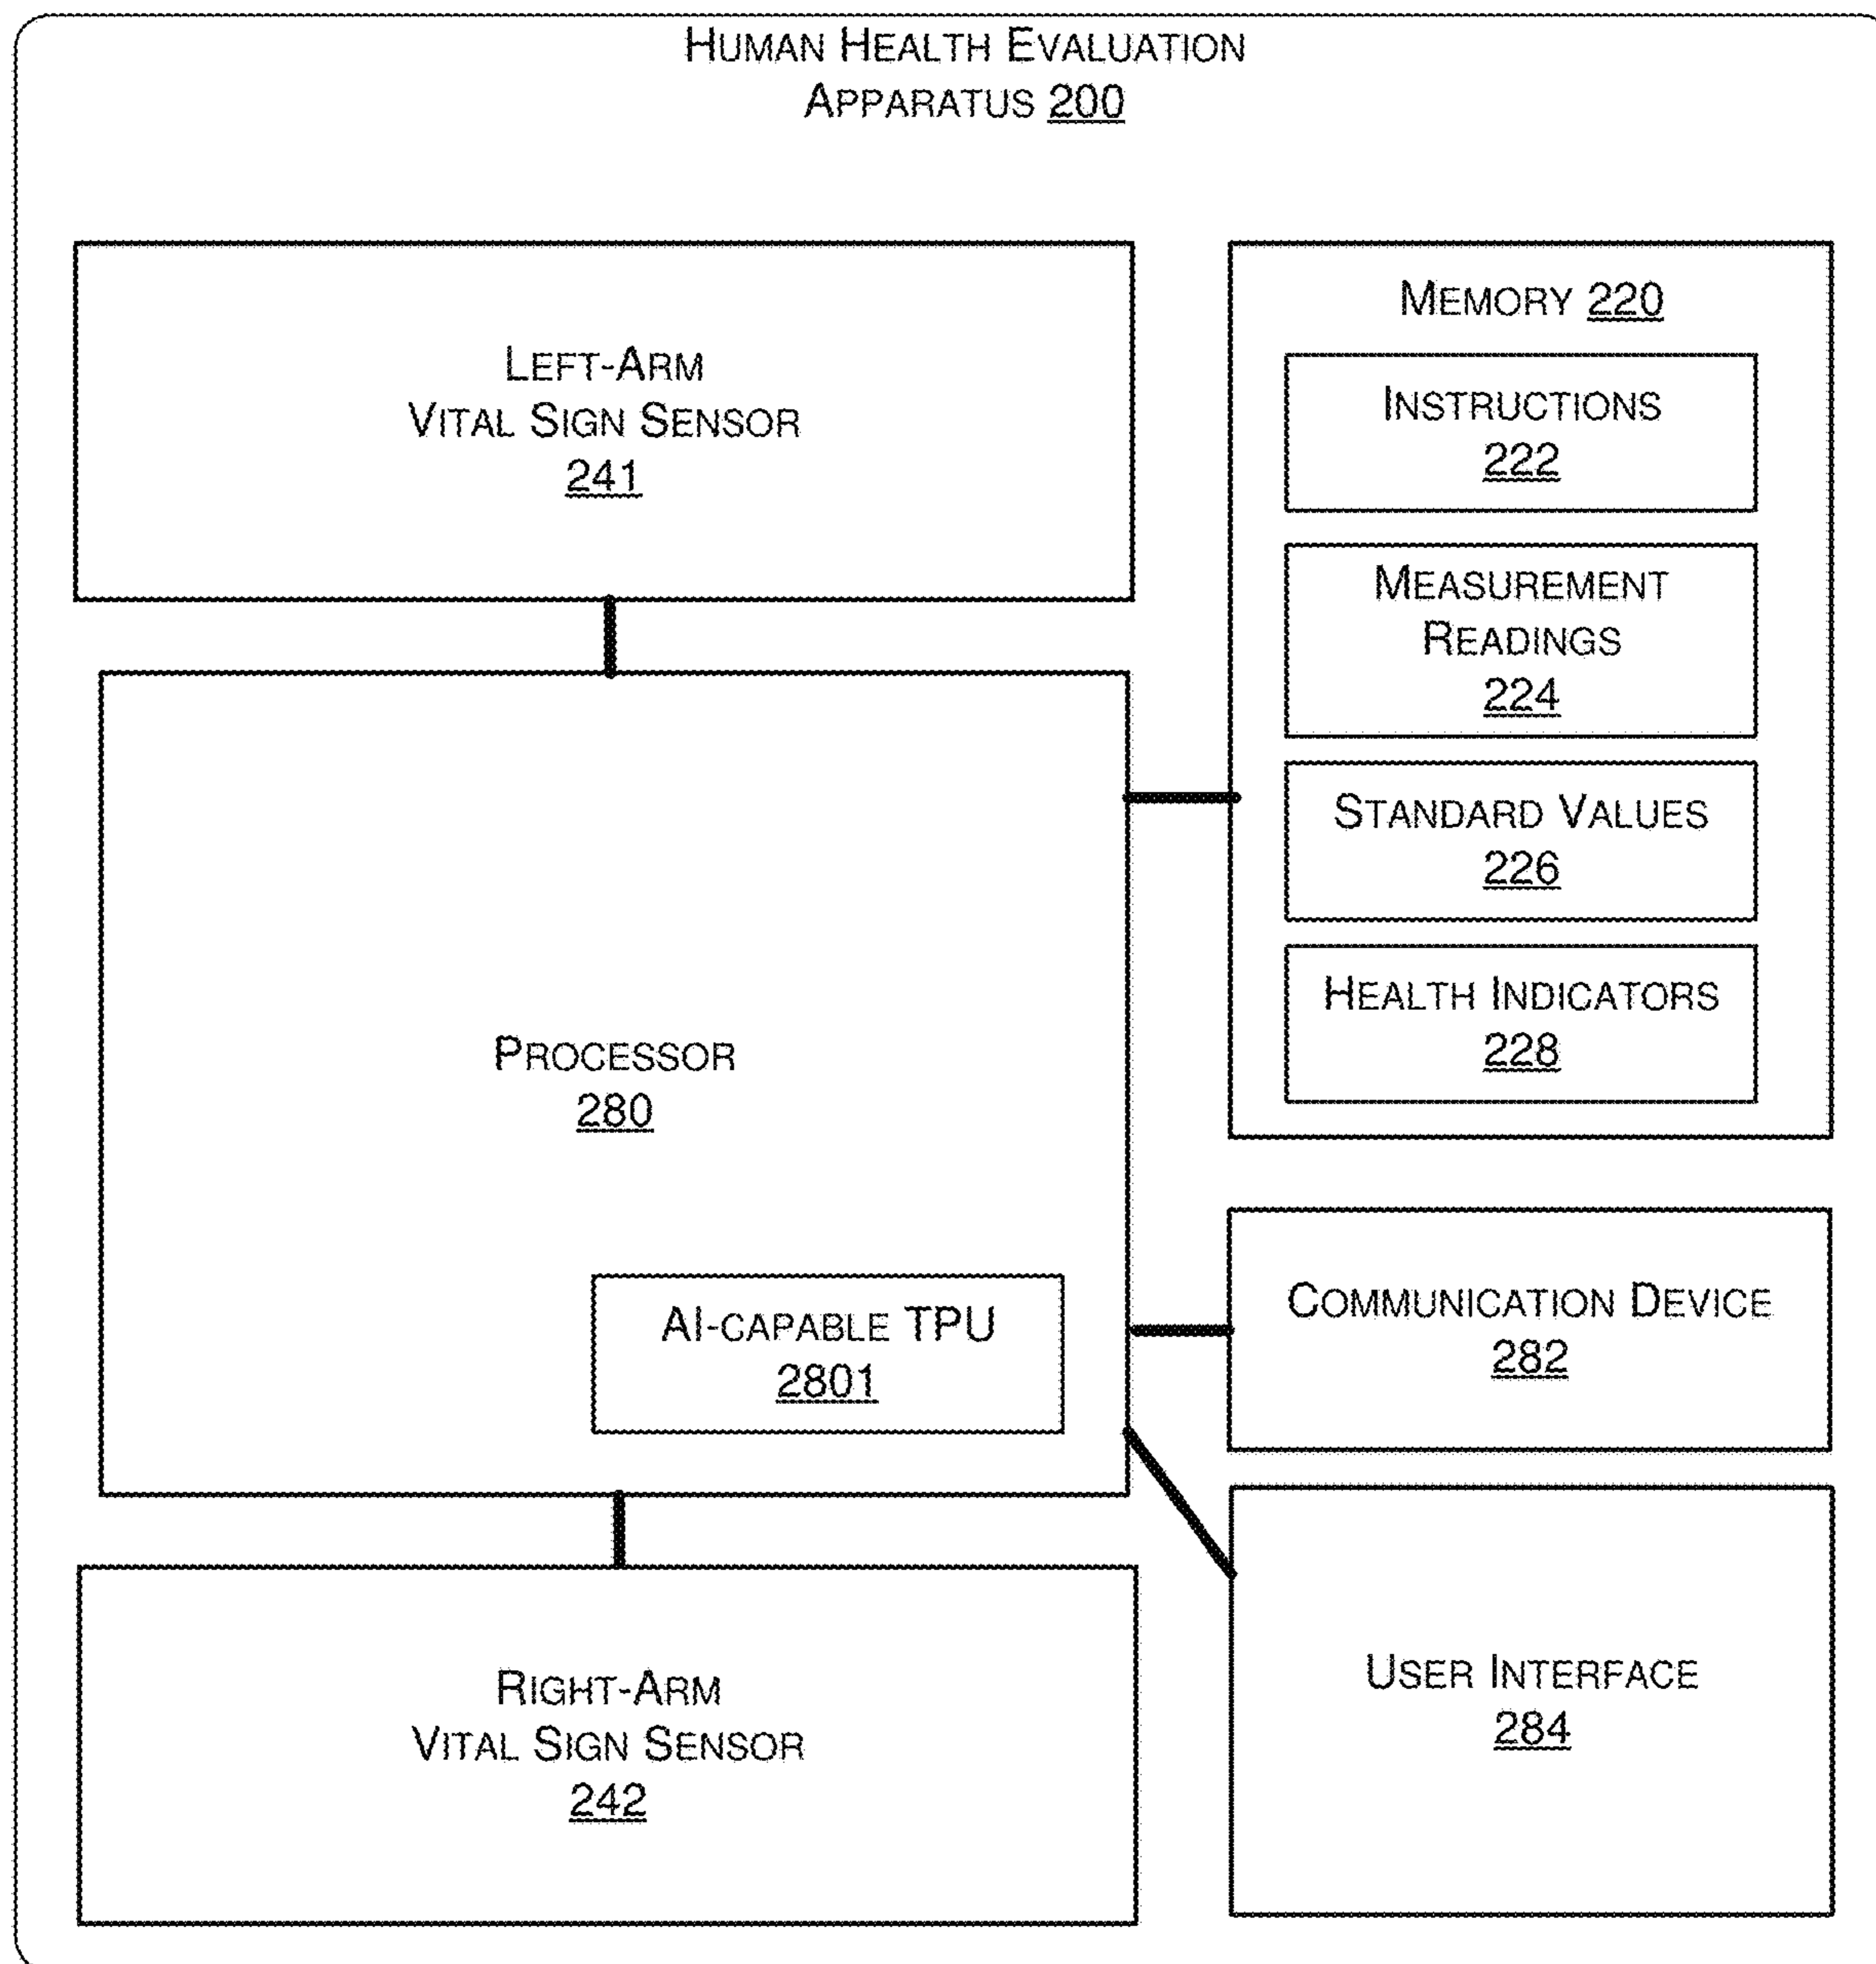 HUMAN HEALTH EVALUATION
APPARATUS 200
LEFT-ARM
VITAL SIGN SENSOR
241
MEMORY 220
INSTRUCTIONS
222
MEASUREMENT
READINGS
224
STANDARD VALUES
226
HEALTH INDICATORS
228
PROCESSOR
280
AI-CAPABLE TPU
2801
COMMUNICATION DEVICE
282
RIGHT-ARM
VITAL SIGN SENSOR
242
USER INTERFACE
284